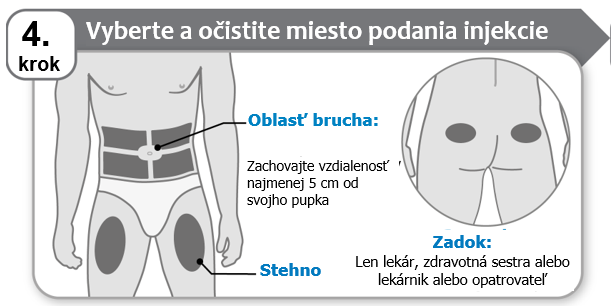 4.
krok
Vyberte a očistite miesto podania injekcie
Oblasť brucha:
Zachovajte vzdialenosť
najmenej 5 cm od
svojho pupka
Stehno
Zadok:
Len lekár, zdravotná sestra alebo
lekárnik alebo opatrovateľ